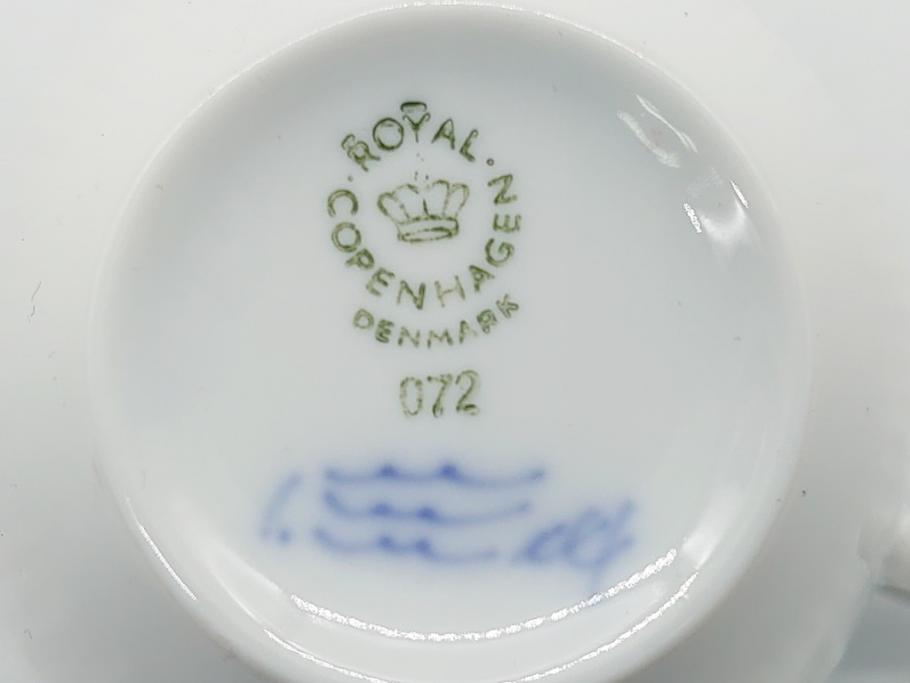 ROYAL.
COPENHAGEN
DENMARK
072